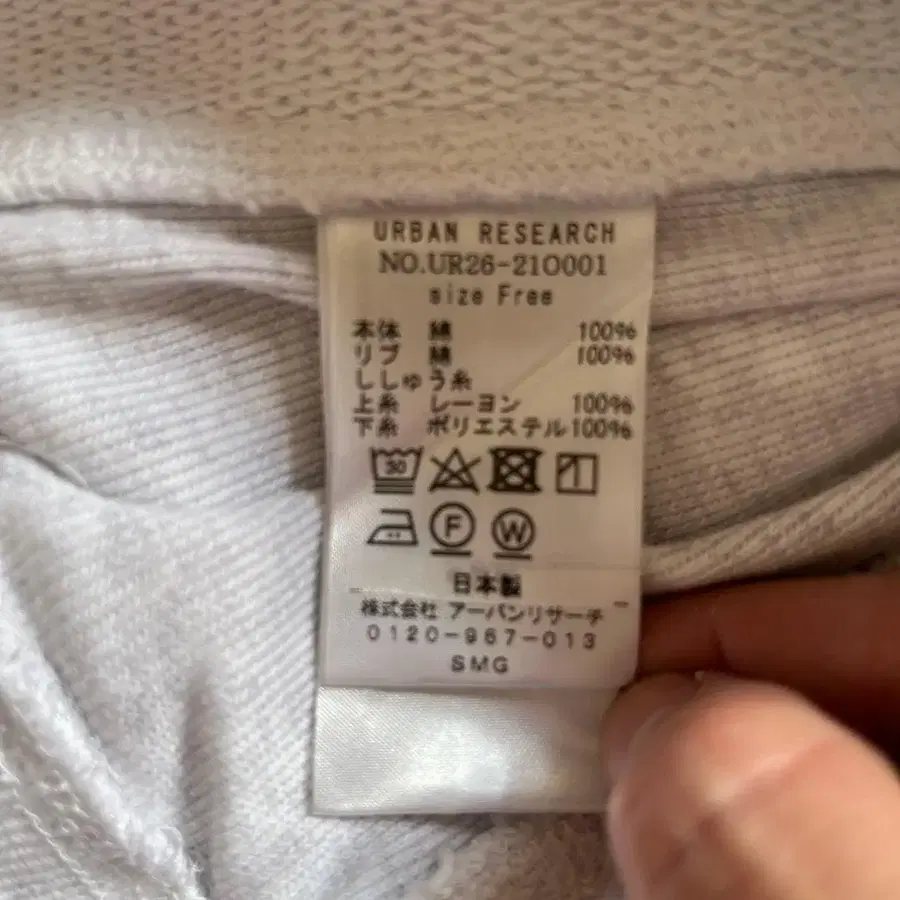 URBAN RESEARCH
NO.UR26-21O001
size Free
本体 綿 100%
リブ 綿 100%
ししゅう糸
上糸 レーヨン 100%
下糸 ポリエステル100%
30
F W
日本製
株式会社 アーバンリサーチ
0120-967-013
SMG